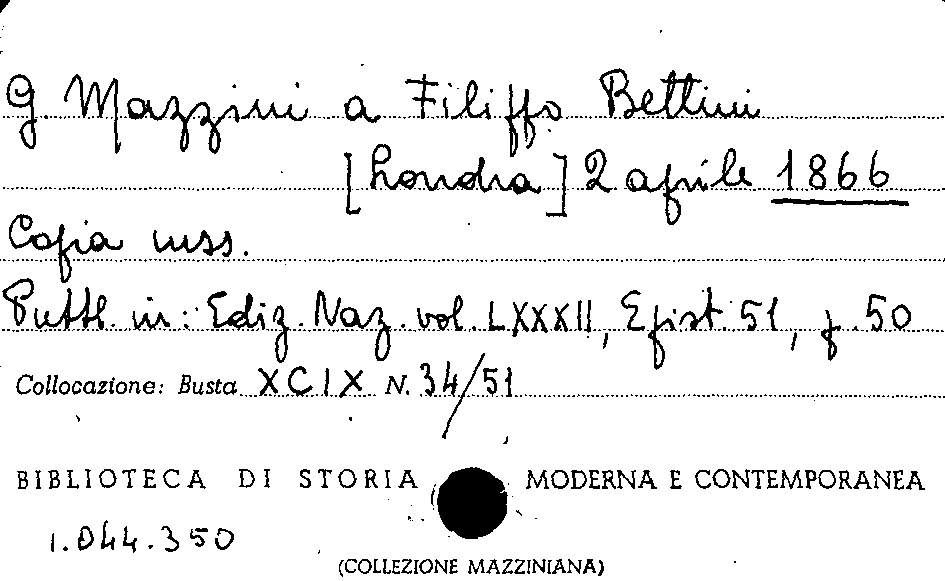 G. Mazzini a Filippo Bettini
[Londra] 2 aprile 1866
Copia mss.
Pubbl. in: Ediz. Naz. vol. LXXXII, Epist. 51, p. 50
Collocazione: Busta XCIX N. 34/51
BIBLIOTECA DI STORIA MODERNA E CONTEMPORANEA
1.044.350
(COLLEZIONE MAZZINIANA)